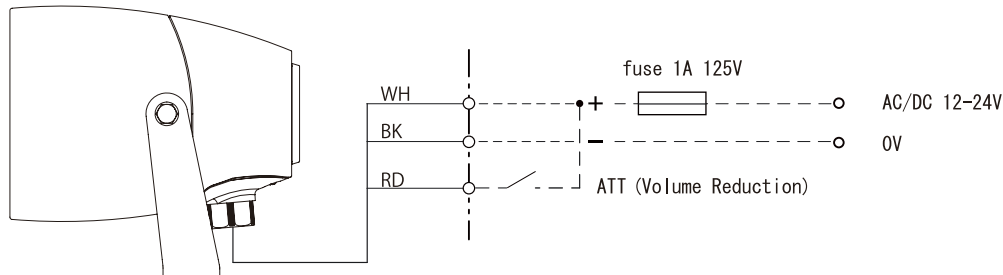 fuse 1A 125V
WH
+
AC/DC 12-24V
BK
-
0V
RD
ATT (Volume Reduction)